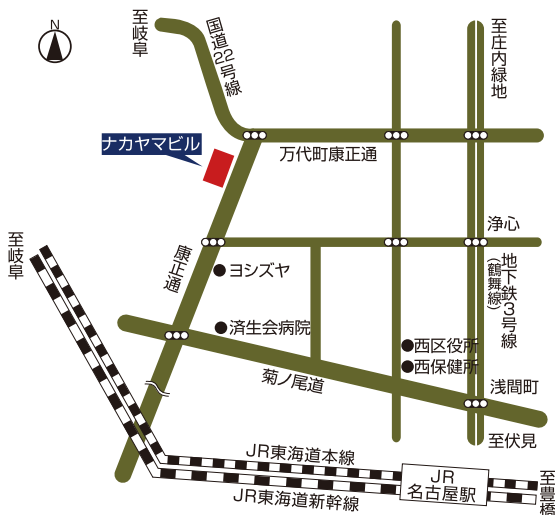 N
至岐阜
国道22号線
至庄内緑地
ナカヤマビル
万代町康正通
浄心
至岐阜
康正通
ヨシズヤ
地下鉄3号線
(鶴舞線)
済生会病院
西区役所
西保健所
菊ノ尾道
浅間町
至伏見
JR東海道本線
JR
名古屋駅
至豊橋
JR東海道新幹線